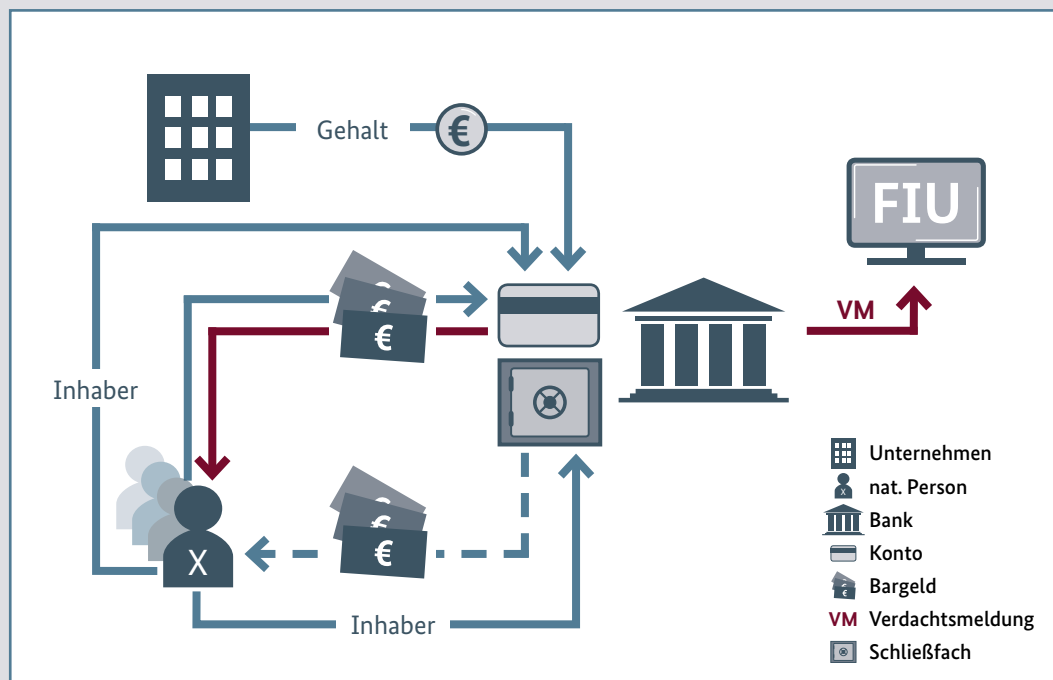 Gehalt
€
FIU
€
€
€
VM
Inhaber
€
€
€
X
Inhaber
Unternehmen
X
nat. Person
Bank
Konto
€
€
Bargeld
VM Verdachtsmeldung
Schließfach